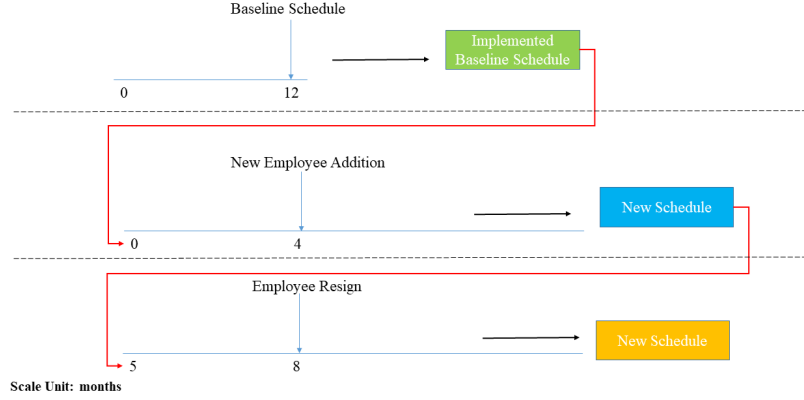 Baseline Schedule
Implemented
Baseline Schedule
0
12
New Employee Addition
New Schedule
0
4
Employee Resign
New Schedule
5
8
Scale Unit: months